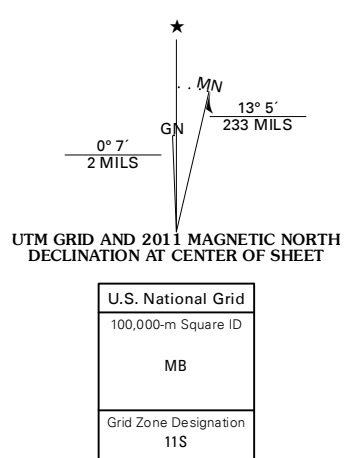 ★
MN
GN
13° 5´
233 MILS
0° 7´
2 MILS
UTM GRID AND 2011 MAGNETIC NORTH
DECLINATION AT CENTER OF SHEET
U.S. National Grid
100,000-m Square ID
MB
Grid Zone Designation
11S